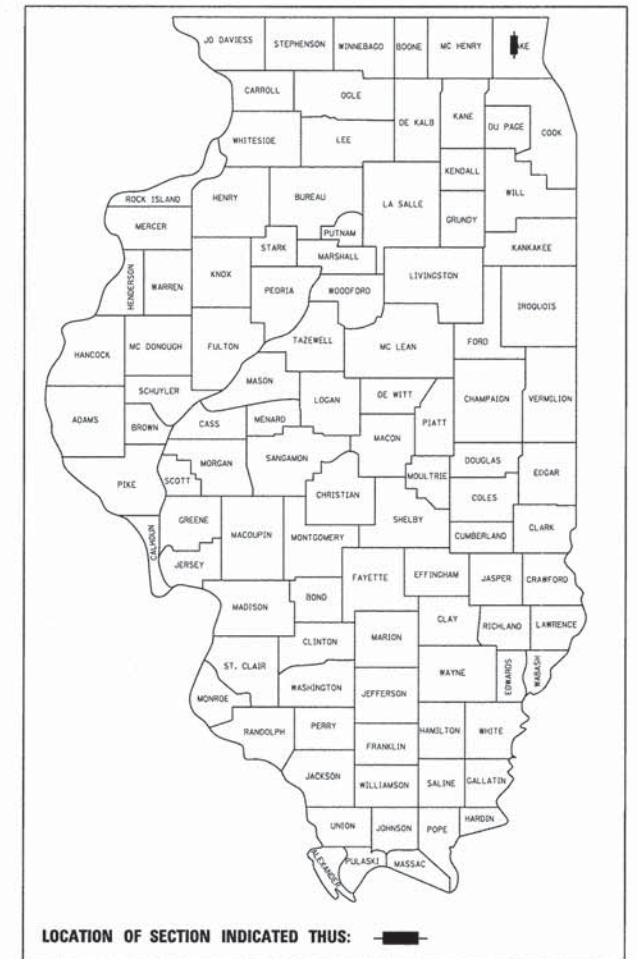 JO DAVIESS
STEPHENSON
WINNEBAGO
BOONE
MC HENRY
CARROLL
OGLE
DE KALB
KANE
DU PAGE
COOK
WHITESIDE
LEE
KENDALL
WILL
ROCK ISLAND
HENRY
BUREAU
LA SALLE
GRUNDY
MERCER
PUTNAM
STARK
MARSHALL
KANKAKEE
HENDERSON
WARREN
KNOX
PEORIA
WOODFORD
LIVINGSTON
IROQUOIS
HANCOCK
MC DONOUGH
FULTON
TAZEWELL
MC LEAN
FORD
SCHUYLER
MASON
LOGAN
DE WITT
CHAMPAIGN
VERMILION
ADAMS
BROWN
CASS
MENARD
MACON
PIATT
PIKE
SCOTT
MORGAN
SANGAMON
CHRISTIAN
MOULTRIE
DOUGLAS
EDGAR
COLES
CALHOUN
GREENE
MACOUPIN
MONTGOMERY
SHELBY
CUMBERLAND
CLARK
JERSEY
FAYETTE
EFFINGHAM
JASPER
CRAWFORD
MADISON
BOND
CLAY
RICHLAND
LAWRENCE
CLINTON
MARION
ST. CLAIR
WASHINGTON
WAYNE
EDWARDS
WABASH
MONROE
JEFFERSON
RANDOLPH
PERRY
HAMILTON
WHITE
FRANKLIN
JACKSON
WILLIAMSON
SALINE
GALLATIN
UNION
JOHNSON
POPE
HARDIN
ALEXANDER
PULASKI
MASSAC
LOCATION OF SECTION INDICATED THUS: